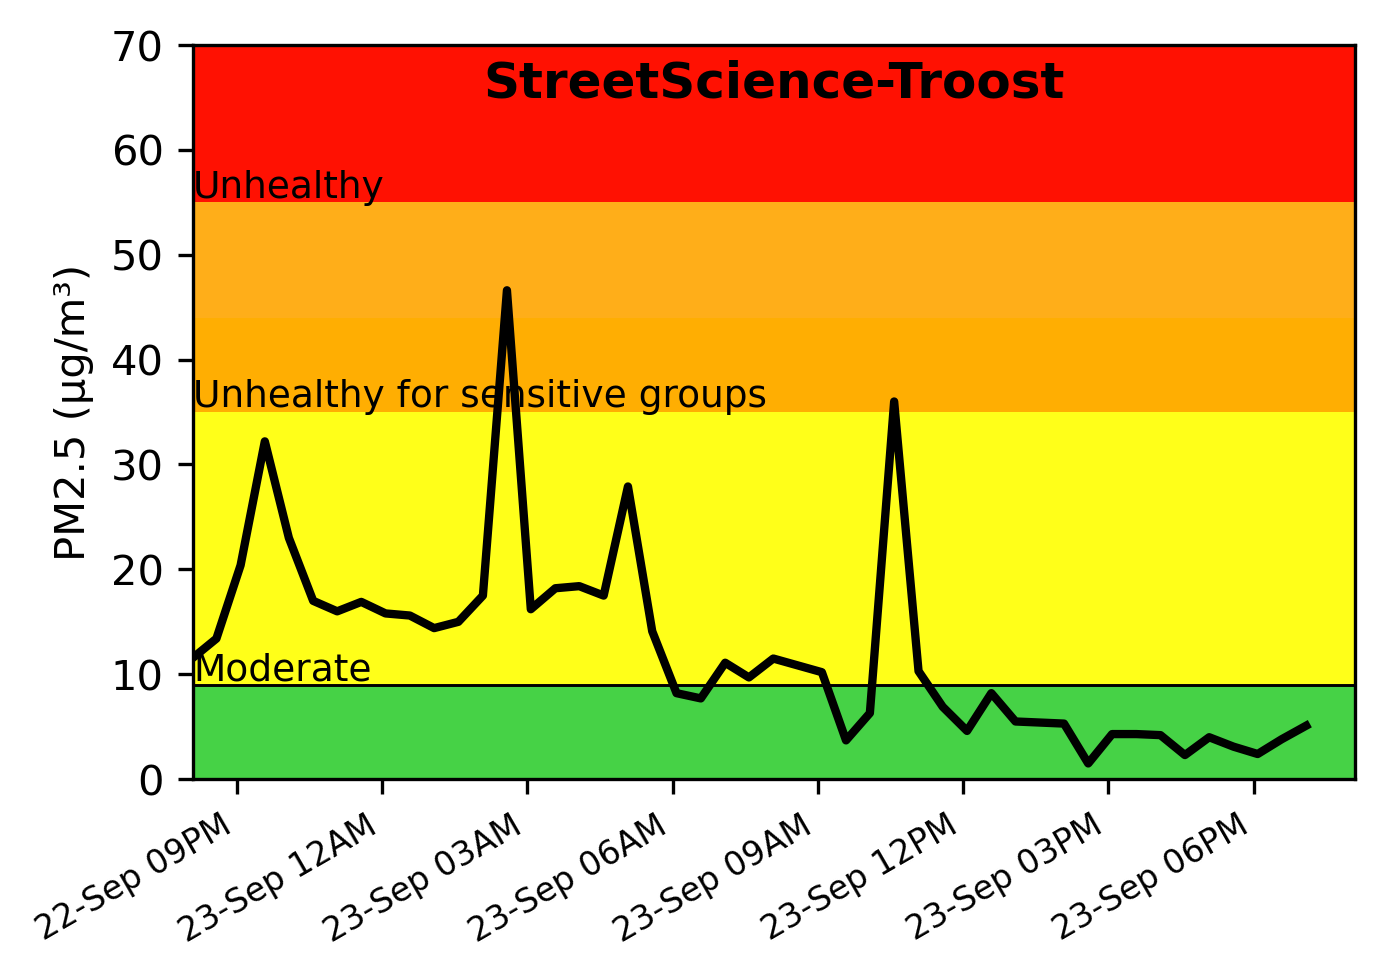 StreetScience-Troost
70
60
50
40
30
20
10
0
PM2.5 (µg/m³)
Unhealthy
Unhealthy for sensitive groups
Moderate
22-Sep 09PM
23-Sep 12AM
23-Sep 03AM
23-Sep 06AM
23-Sep 09AM
23-Sep 12PM
23-Sep 03PM
23-Sep 06PM